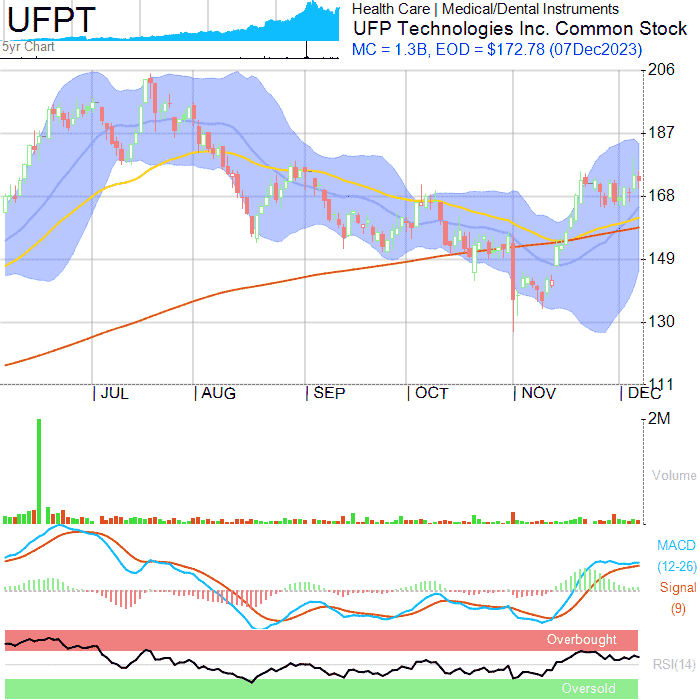 UFPT
5yr Chart
Health Care | Medical/Dental Instruments
UFP Technologies Inc. Common Stock
MC = 1.3B, EOD = $172.78 (07Dec2023)
206
187
168
149
130
111
JUL
AUG
SEP
OCT
NOV
DEC
2M
Volume
MACD
(12-26)
Signal
(9)
Overbought
RSI(14)
Oversold